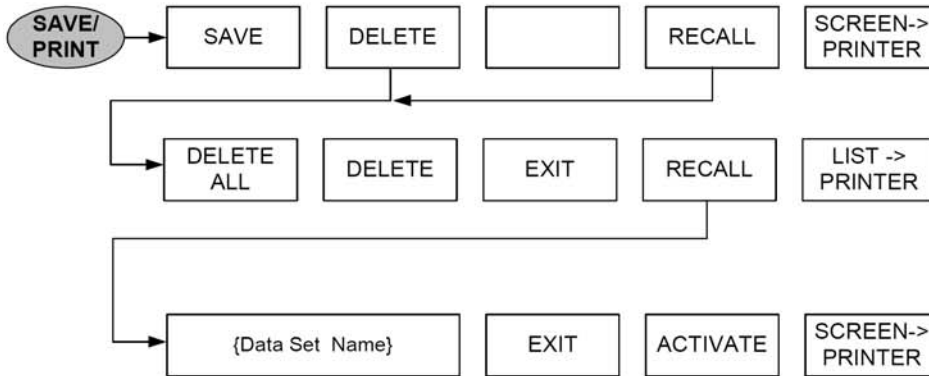 SAVE/
PRINT
SAVE
DELETE
RECALL
SCREEN->
PRINTER
DELETE
ALL
DELETE
EXIT
RECALL
LIST ->
PRINTER
{Data Set Name}
EXIT
ACTIVATE
SCREEN->
PRINTER